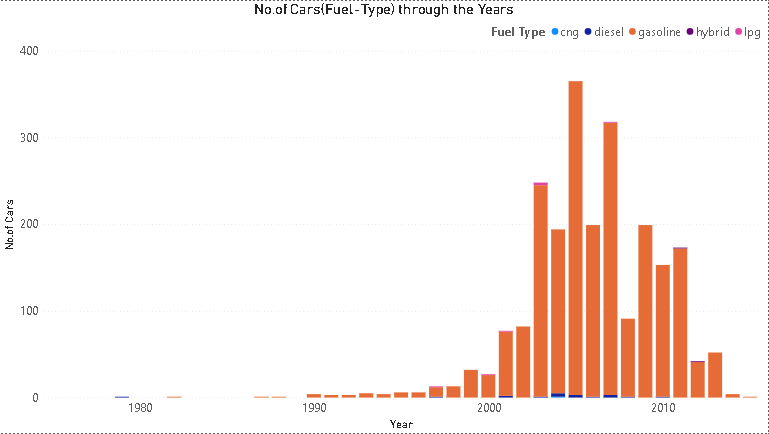 No.of Cars(Fuel-Type) through the Years
Fuel Type cng diesel gasoline hybrid lpg
400
300
200
100
0
No.of Cars
1980 1990 2000 2010
Year